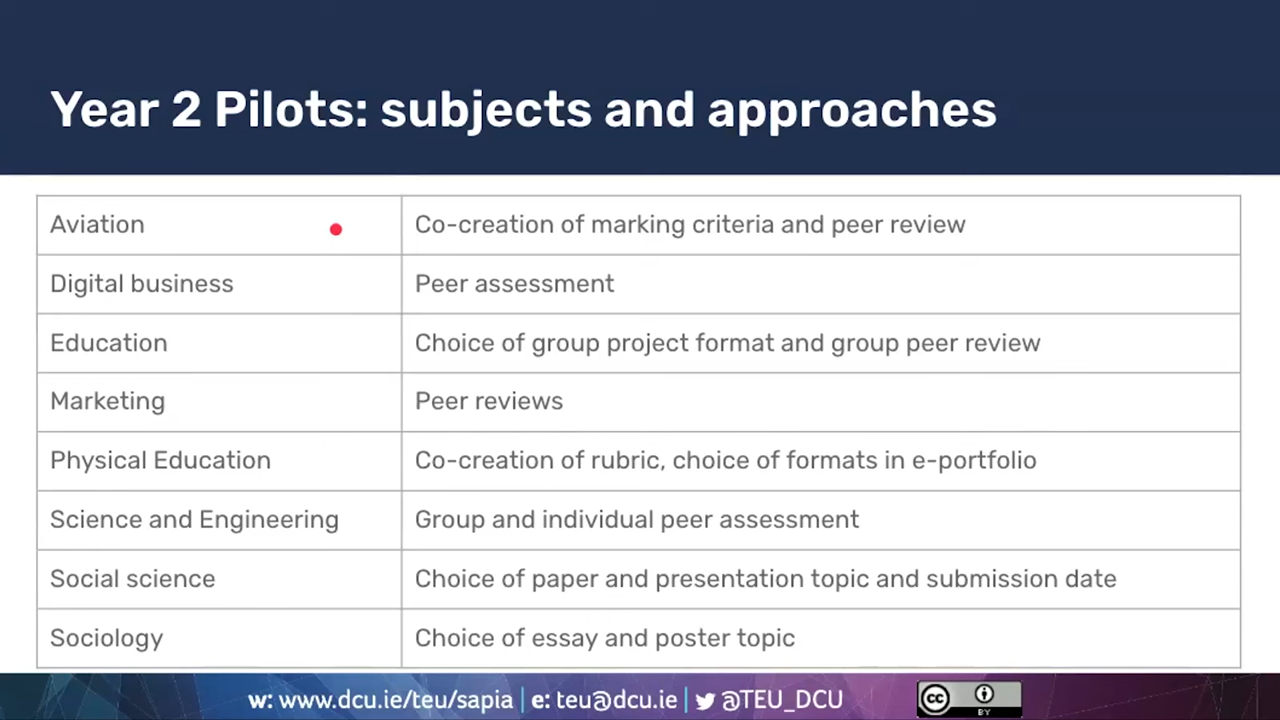 Year 2 Pilots: subjects and approaches
Aviation
Co-creation of marking criteria and peer review
Digital business
Peer assessment
Education
Choice of group project format and group peer review
Marketing
Peer reviews
Physical Education
Co-creation of rubric, choice of formats in e-portfolio
Science and Engineering
Group and individual peer assessment
Social science
Choice of paper and presentation topic and submission date
Sociology
Choice of essay and poster topic
w: www.dcu.ie/teu/sapia | e: teu@dcu.ie | @TEU_DCU
cc
BY